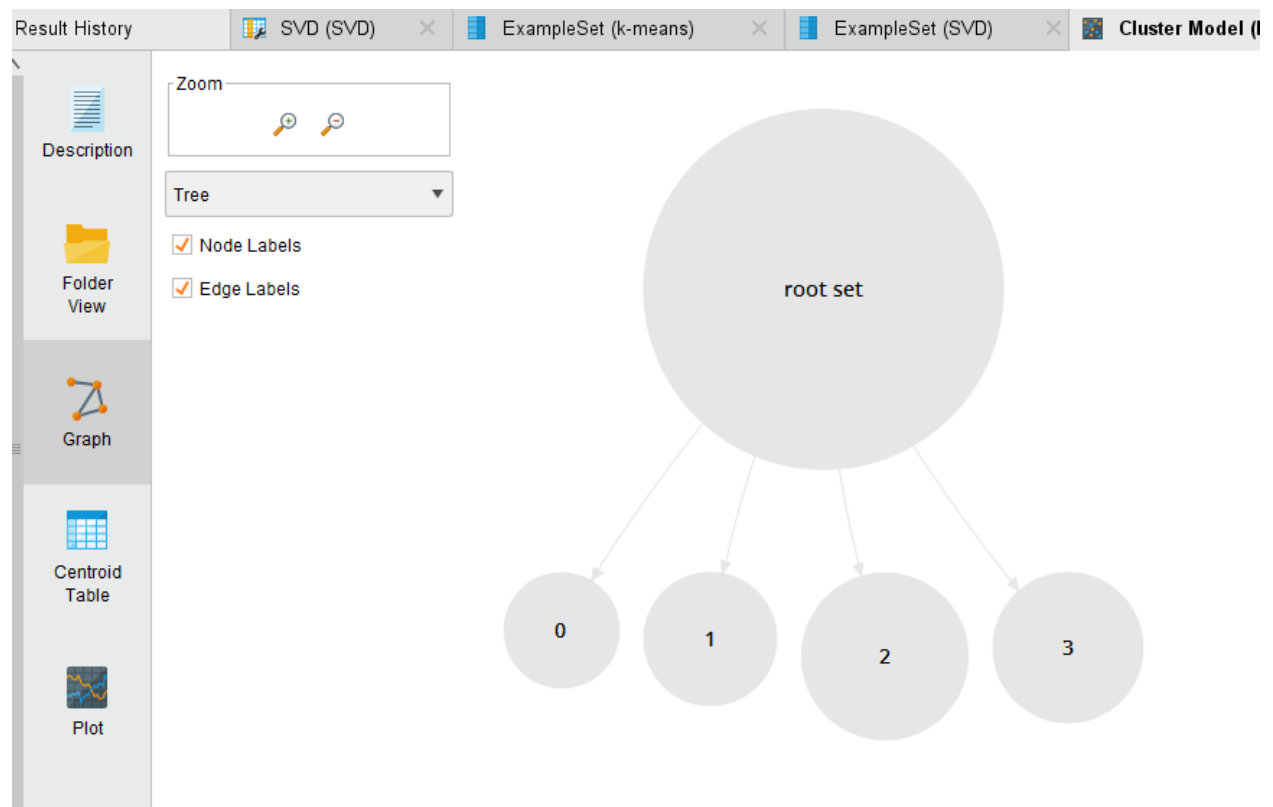 Result History
SVD (SVD)
ExampleSet (k-means)
ExampleSet (SVD)
Cluster Model (
Description
Folder
View
Graph
Centroid
Table
Plot
Zoom
Tree
Node Labels
Edge Labels
root set
0
1
2
3